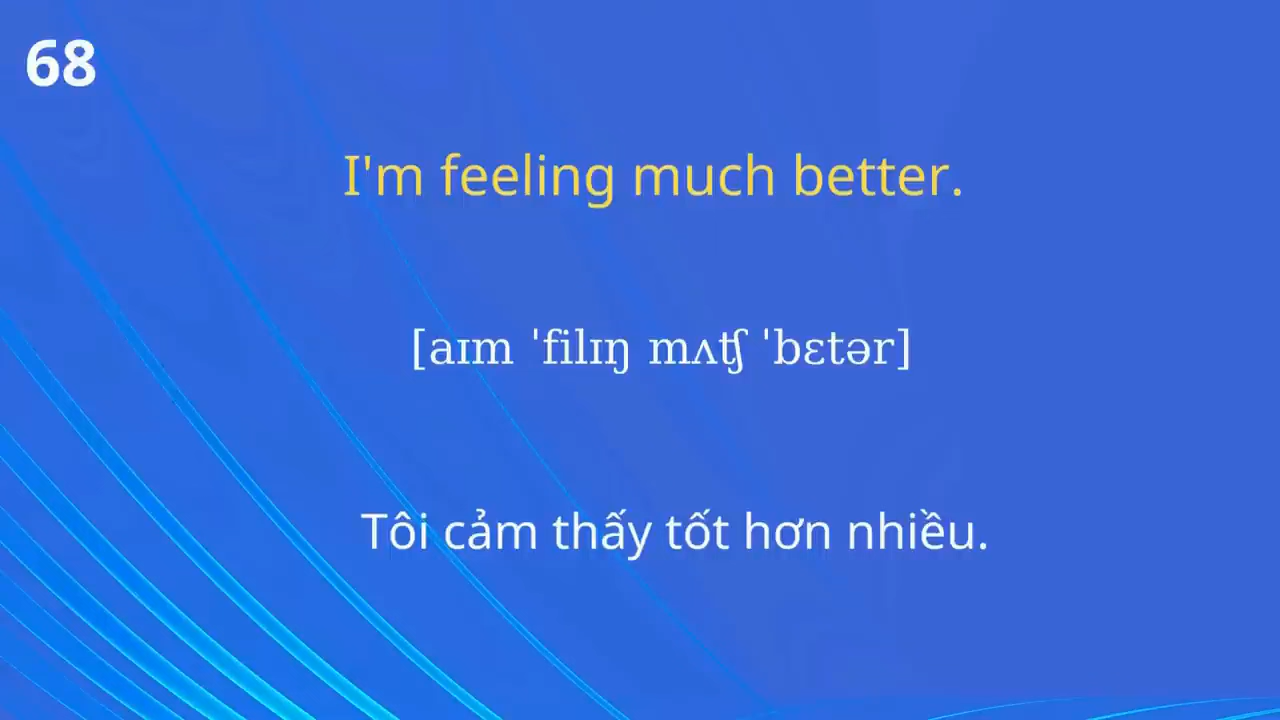 68
I'm feeling much better.
[aɪm ˈfilɪŋ mʌʧ ˈbɛtər]
Tôi cảm thấy tốt hơn nhiều.